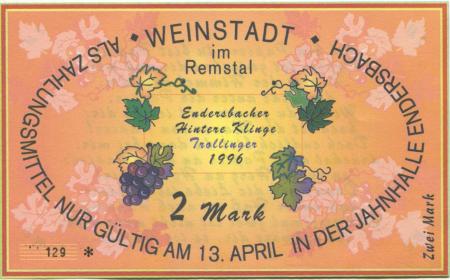 WEINSTADT
im
Remstal
ALS ZAHLUNGSMITTEL NUR GÜLTIG AM 13. APRIL IN DER JAHNHALLE ENDERSBACH
Endersbacher
Hintere Klinge
Trollinger
1996
2 Mark
Zwei Mark
129 *